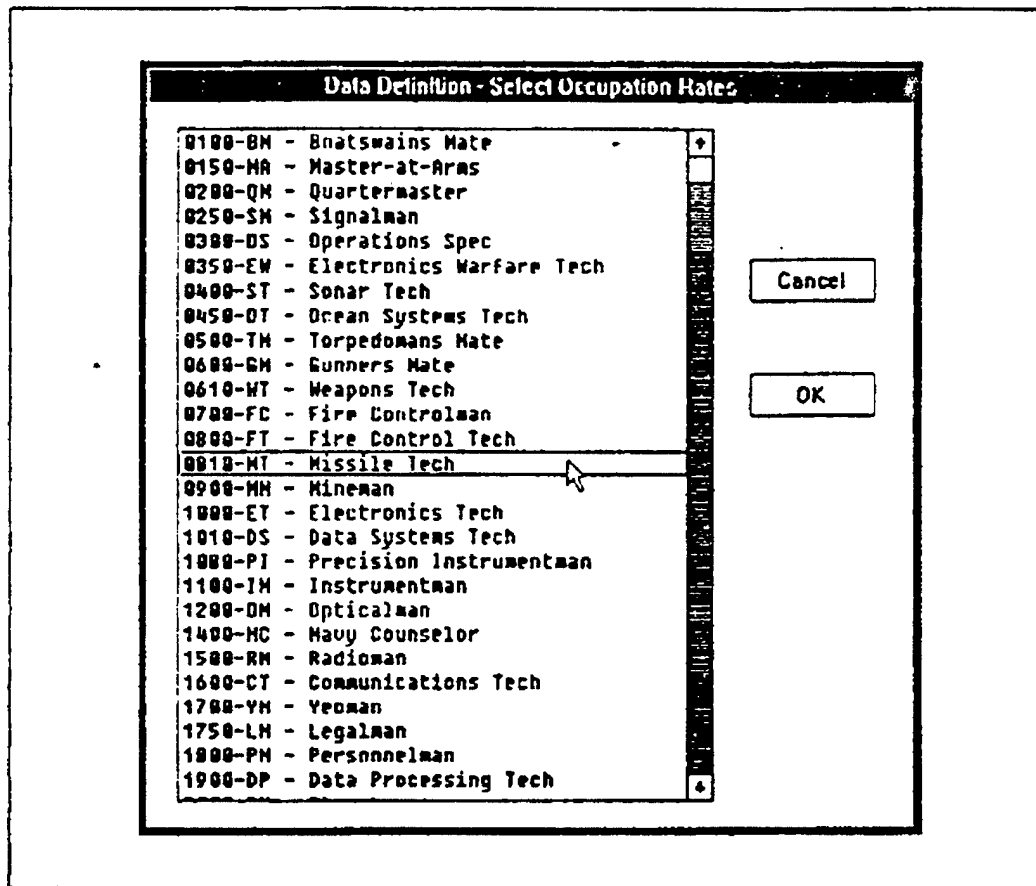 Data Definition - Select Occupation Rates
0100-BM - Boatswains Mate
0150-MA - Master-at-Arms
0200-QM - Quartermaster
0250-SM - Signalman
0300-OS - Operations Spec
0350-EW - Electronics Warfare Tech
0400-ST - Sonar Tech
0450-OT - Ocean Systems Tech
0500-TM - Torpedomans Mate
0600-GM - Gunners Mate
0610-WT - Weapons Tech
0700-FC - Fire Controlman
0800-FT - Fire Control Tech
0810-MT - Missile Tech
0900-MN - Mineman
1000-ET - Electronics Tech
1010-DS - Data Systems Tech
1080-PI - Precision Instrumentman
1100-IM - Instrumentman
1200-OM - Opticalman
1400-NC - Navy Counselor
1500-RM - Radioman
1600-CT - Communications Tech
1700-YN - Yeoman
1750-LN - Legalman
1800-PN - Personnelman
1900-DP - Data Processing Tech
Cancel
OK